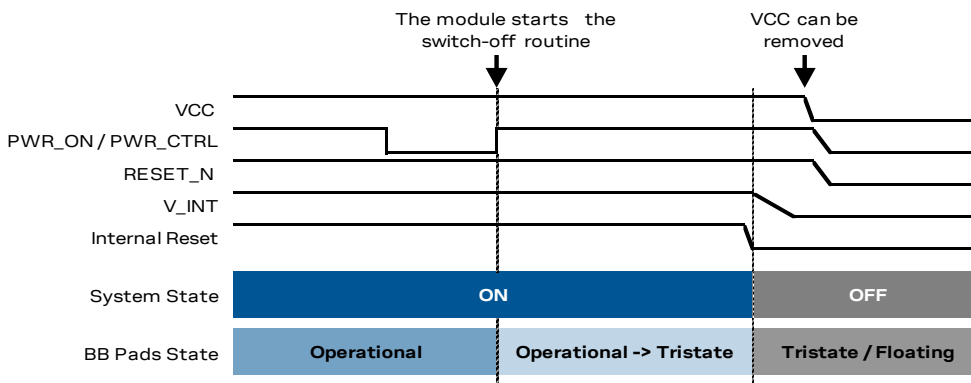 The module starts the
switch-off routine
VCC can be
removed
VCC
PWR_ON / PWR_CTRL
RESET_N
V_INT
Internal Reset
System State
ON
OFF
BB Pads State
Operational
Operational -> Tristate
Tristate / Floating